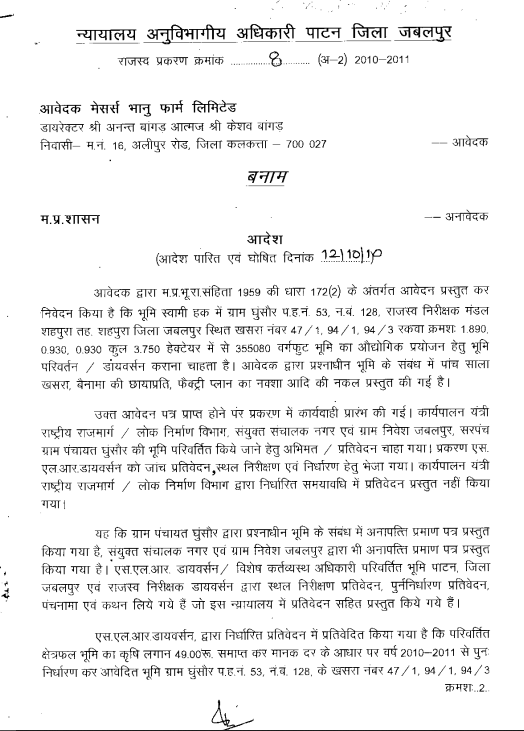 न्यायालय अनुविभागीय अधिकारी पाटन जिला जबलपुर
राजस्व प्रकरण क्रमांक ................8........... (अ-2) 2010-2011
आवेदक मेसर्स भानु फार्म लिमिटेड
डायरेक्टर श्री अनन्त बांगड़ आत्मज श्री केशव बांगड़
निवासी- म.नं. 16, अलीपुर रोड, जिला कलकत्ता - 700 027 –– आवेदक
बनाम
म.प्र.शासन –– अनावेदक
आदेश
(आदेश पारित एवं घोषित दिनांक 12/10/10
आवेदक द्वारा म.प्र.भू.रा.संहिता 1959 की धारा 172(2) के अंतर्गत आवेदन प्रस्तुत कर
निवेदन किया है कि भूमि स्वामी हक में ग्राम घुंसौर प.ह.नं. 53, न.बं. 128, राजस्व निरीक्षक मंडल
शहपुरा तह. शहपुरा जिला जबलपुर स्थित खसरा नंबर 47/1, 94/1, 94/3 रकवा क्रमशः 1.890,
0.930, 0.930 कुल 3.750 हेक्टेयर में से 355080 वर्गफुट भूमि का औद्योगिक प्रयोजन हेतु भूमि
परिवर्तन / डायवर्सन कराना चाहता है। आवेदक द्वारा प्रश्नाधीन भूमि के संबंध में पांच साला
खसरा, बैनामा की छायाप्रति, फैक्ट्री प्लान का नक्शा आदि की नकल प्रस्तुत की गई है।
उक्त आवेदन पत्र प्राप्त होने पर प्रकरण में कार्यवाही प्रारंभ की गई। कार्यपालन यंत्री
राष्ट्रीय राजमार्ग / लोक निर्माण विभाग, संयुक्त संचालक नगर एवं ग्राम निवेश जबलपुर, सरपंच
ग्राम पंचायत घुंसौर की भूमि परिवर्तित किये जाने हेतु अभिमत / प्रतिवेदन चाहा गया। प्रकरण एस.
एल.आर.डायवर्सन को जांच प्रतिवेदन,स्थल निरीक्षण एवं निर्धारण हेतु भेजा गया। कार्यपालन यंत्री
राष्ट्रीय राजमार्ग / लोक निर्माण विभाग द्वारा निर्धारित समयावधि में प्रतिवेदन प्रस्तुत नहीं किया
गया।
यह कि ग्राम पंचायत घुंसौर द्वारा प्रश्नाधीन भूमि के संबंध में अनापत्ति प्रमाण पत्र प्रस्तुत
किया गया है, संयुक्त संचालक नगर एवं ग्राम निवेश जबलपुर द्वारा भी अनापत्ति प्रमाण पत्र प्रस्तुत
किया गया है। एस.एल.आर. डायवर्सन/ विशेष कर्तव्यस्थ अधिकारी परिवर्तित भूमि पाटन, जिला
जबलपुर एवं राजस्व निरीक्षक डायवर्सन द्वारा स्थल निरीक्षण प्रतिवेदन, पुर्ननिर्धारण प्रतिवेदन,
पंचनामा एवं कथन लिये गये हैं जो इस न्यायालय में प्रतिवेदन सहित प्रस्तुत किये गये हैं।
एस.एल.आर.डायवर्सन, द्वारा निर्धारित प्रतिवेदन में प्रतिवेदित किया गया है कि परिवर्तित
क्षेत्रफल भूमि का कृषि लगान 49.00रू. समाप्त कर मानक दर के आधार पर वर्ष 2010-2011 से पुनः
निर्धारण कर आवेदित भूमि ग्राम घुंसौर प.ह.नं. 53, न.बं. 128, के खसरा नंबर 47/1, 94/1, 94/3
क्रमशः..2..